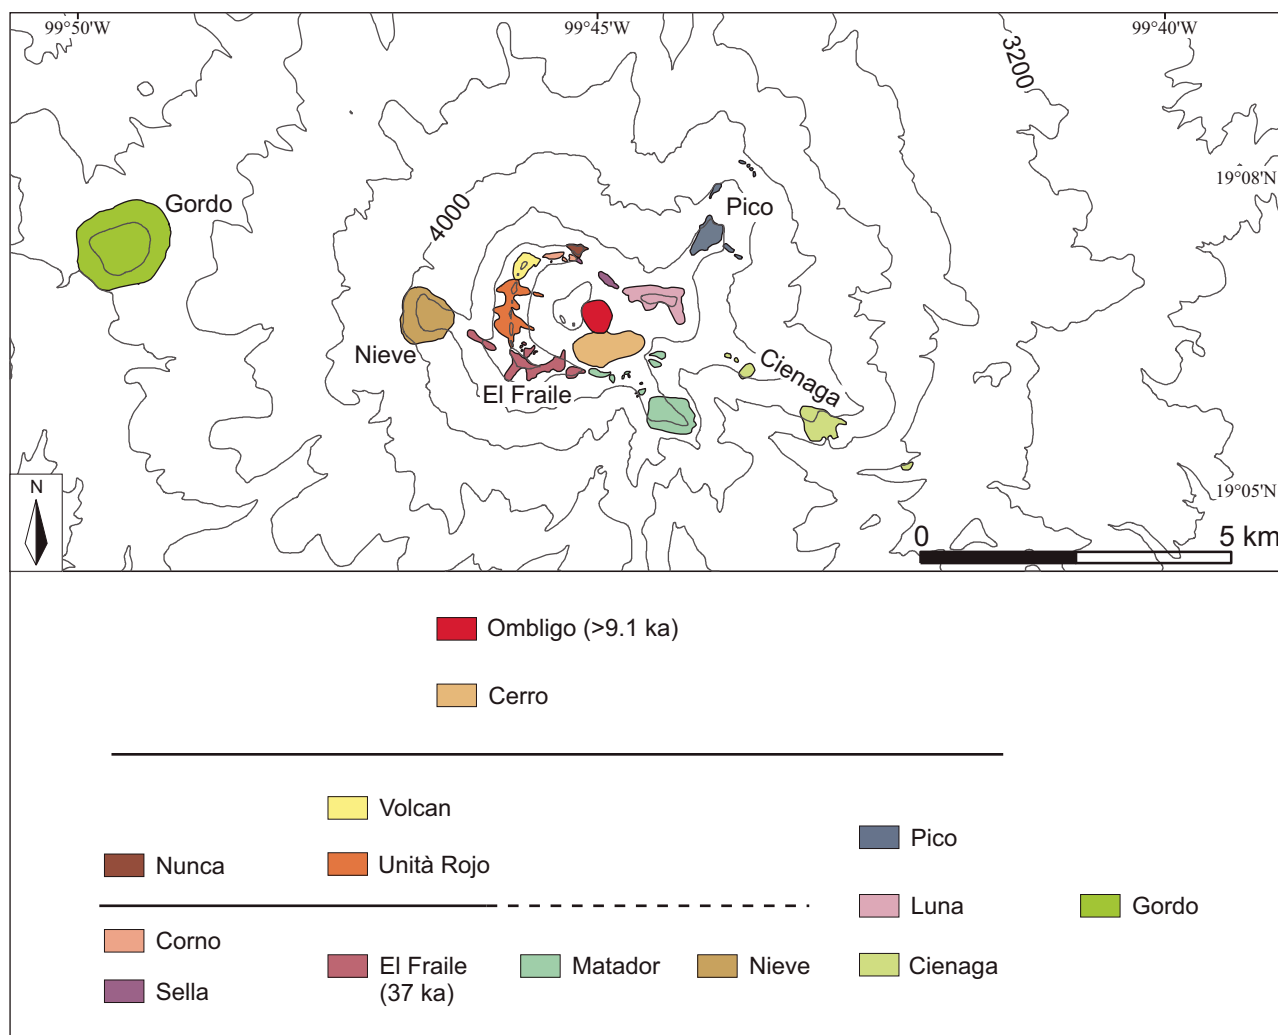 99°50'W
99°45'W
99°40'W
3200
19°08'N
Gordo
4000
Pico
Nieve
Cienaga
El Fraile
N
19°05'N
0
5 km
Ombligo (>9.1 ka)
Cerro
Volcan
Pico
Nunca
Unità Rojo
Luna
Gordo
Corno
El Fraile
(37 ka)
Matador
Nieve
Cienaga
Sella